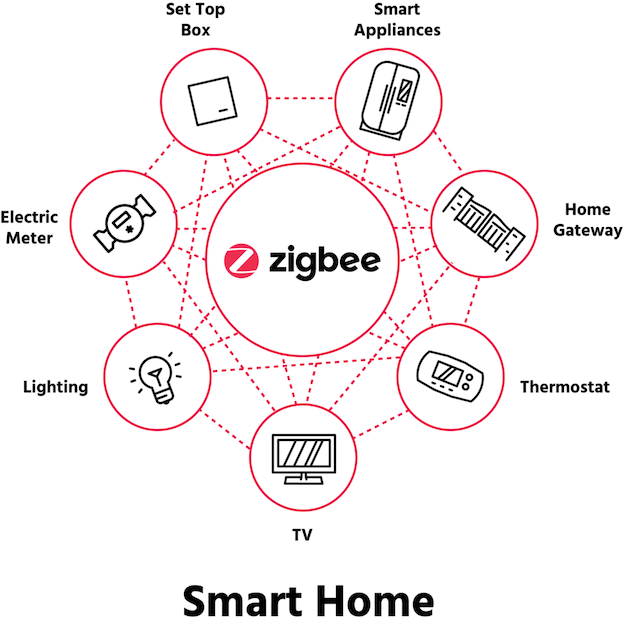 Set Top
Box
Smart
Appliances
Electric
Meter
Home
Gateway
zigbee
Lighting
Thermostat
TV
Smart Home